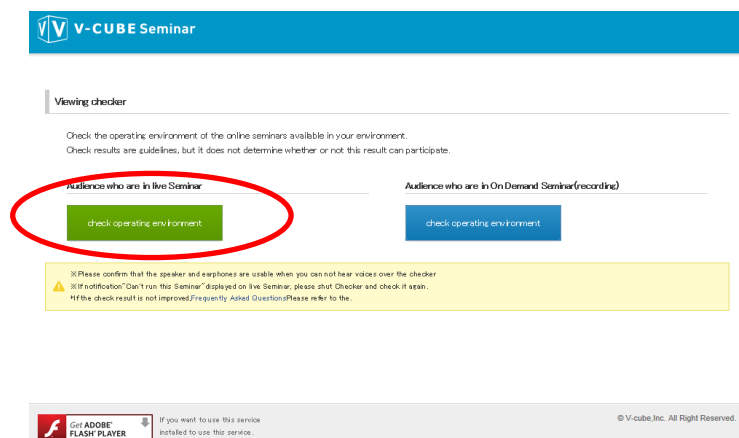 V-CUBE Seminar
Viewing checker
Check the operating environment of the online seminars available in your environment.
Check results are guidelines, but it does not determine whether or not this result can participate.
Audience who are in live Seminar
Audience who are in On Demand Seminar(recording)
check operating environment
check operating environment
※Please confirm that the speaker and earphones are usable when you can not hear voices over the checker
※If notification"Can't run this Seminar"displayed on live Seminar, please shut Checker and check it again.
*If the check result is not improved,Frequently Asked QuestionsPlease refer to the.
Get ADOBE®
FLASH® PLAYER
If you want to use this service
installed to use this service.
© V-cube,Inc. All Right Reserved.